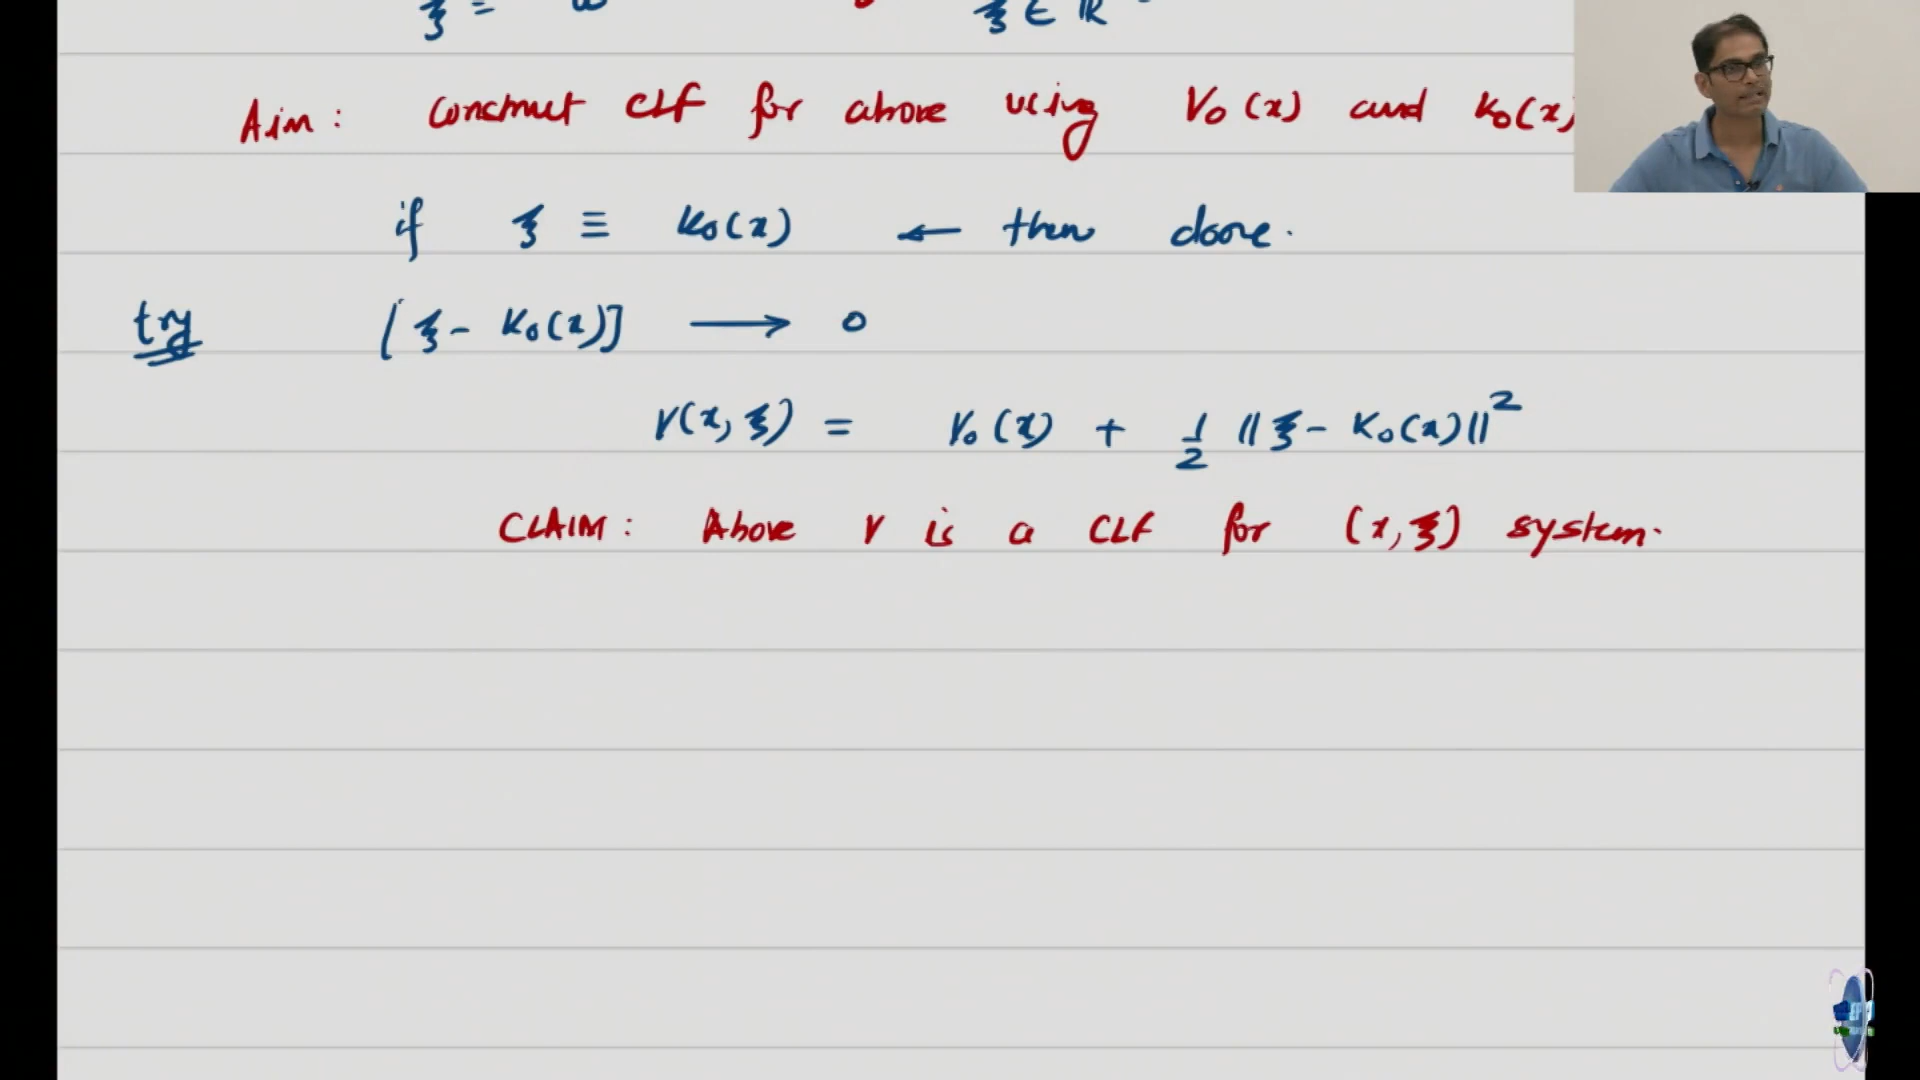 ξ = ω ξ ∈ ℝ
Aim : construct CLF for above using V₀(x) and K₀(x)
if ξ ≡ K₀(x) ← then done.
try [ξ - K₀(x)] ⟶ 0
V(x, ξ) = V₀(x) + 1/2 ‖ξ - K₀(x)‖²
CLAIM : Above V is a CLF for (x, ξ) system.